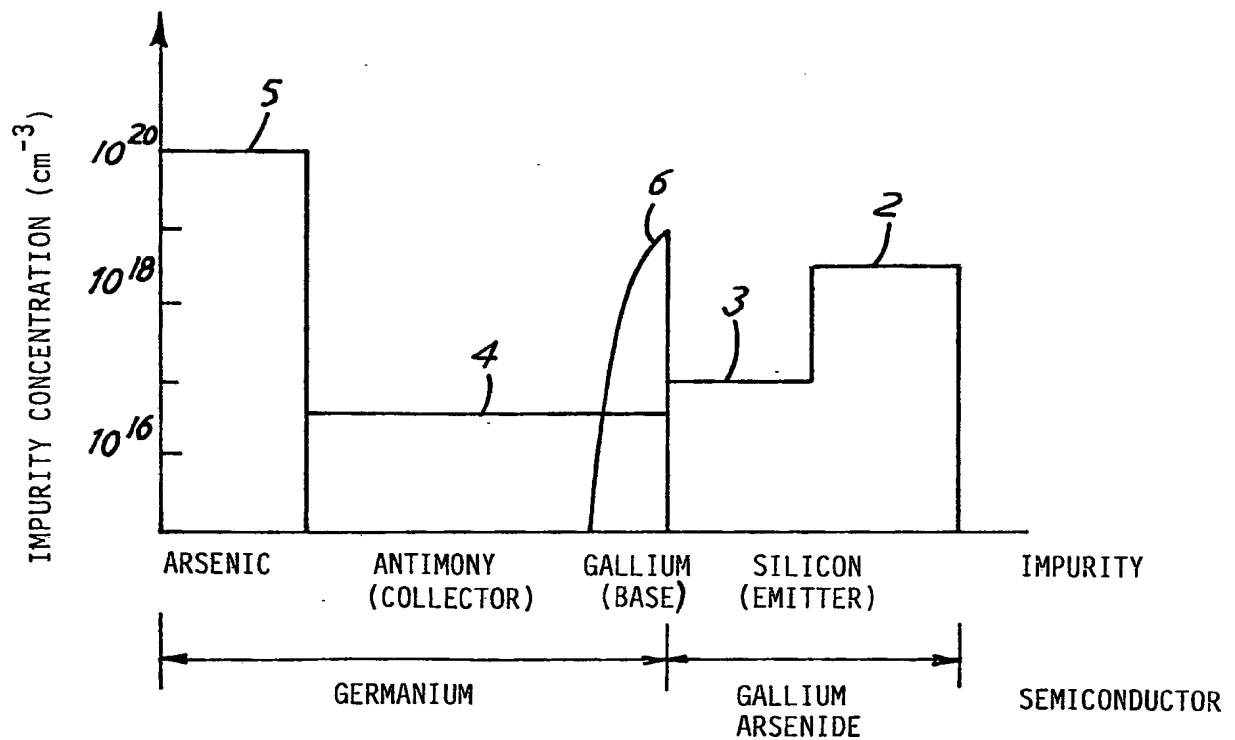 IMPURITY CONCENTRATION (cm⁻³)
10²⁰
10¹⁸
10¹⁶
5
6
2
3
4
ARSENIC ANTIMONY GALLIUM SILICON IMPURITY
(COLLECTOR) (BASE) (EMITTER)
GERMANIUM GALLIUM SEMICONDUCTOR
ARSENIDE